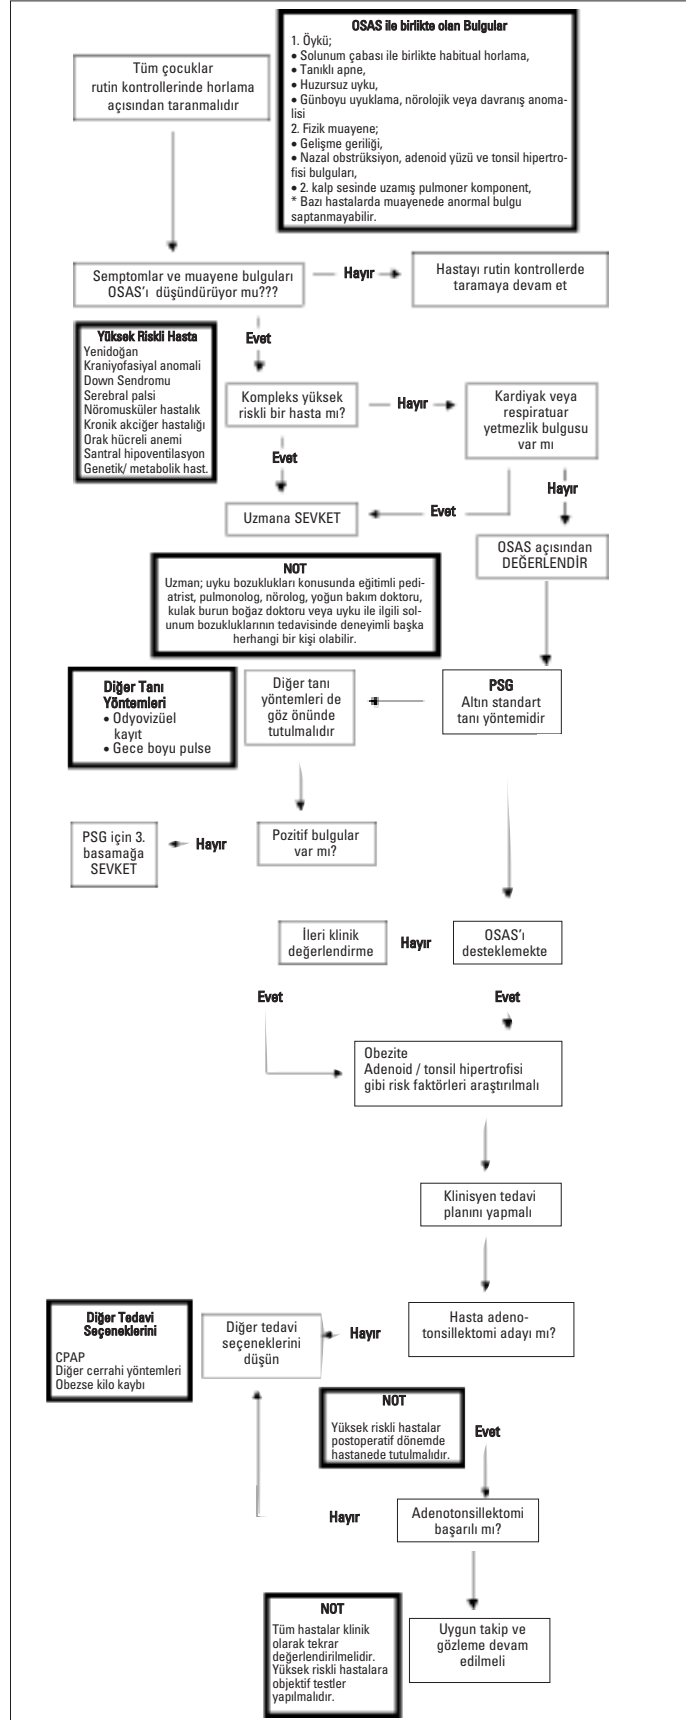 OSAS ile birlikte olan Bulgular
1. Öykü;
• Solunum çabası ile birlikte habitual horlama,
• Tanıklı apne,
• Huzursuz uyku,
• Günboyu uyuklama, nörolojik veya davranış anoma-
lisi
2. Fizik muayene;
• Gelişme geriliği,
• Nazal obstrüksiyon, adenoid yüzü ve tonsil hipertro-
fisi bulguları,
• 2. kalp sesinde uzamış pulmoner komponent,
* Bazı hastalarda muayenede anormal bulgu
saptanmayabilir.
Tüm çocuklar
rutin kontrollerinde horlama
açısından taranmalıdır
Semptomlar ve muayene bulguları
OSAS'ı düşündürüyor mu???
Hayır
Hastayı rutin kontrollerde
taramaya devam et
Evet
Yüksek Riskli Hasta
Yenidoğan
Kraniyofasiyal anomali
Down Sendromu
Serebral palsi
Nöromusküler hastalık
Kronik akciğer hastalığı
Orak hücreli anemi
Santral hipoventilasyon
Genetik/ metabolik hast.
Kompleks yüksek
riskli bir hasta mı?
Hayır
Kardiyak veya
respiratuar
yetmezlik bulgusu
var mı
Evet
Hayır
Uzmana SEVKET
Evet
OSAS açısından
DEĞERLENDİR
NOT
Uzman; uyku bozuklukları konusunda eğitimli pedi-
atrist, pulmonolog, nörolog, yoğun bakım doktoru,
kulak burun boğaz doktoru veya uyku ile ilgili sol-
unum bozukluklarının tedavisinde deneyimli başka
herhangi bir kişi olabilir.
Diğer Tanı
Yöntemleri
• Odyovizüel
kayıt
• Gece boyu pulse
Diğer tanı
yöntemleri de
göz önünde
tutulmalıdır
PSG
Altın standart
tanı yöntemidir
PSG için 3.
basamağa
SEVKET
Hayır
Pozitif bulgular
var mı?
İleri klinik
değerlendirme
Hayır
OSAS'ı
desteklemekte
Evet
Evet
Obezite
Adenoid / tonsil hipertrofisi
gibi risk faktörleri araştırılmalı
Klinisyen tedavi
planını yapmalı
Diğer Tedavi
Seçeneklerini
CPAP
Diğer cerrahi yöntemleri
Obezse kilo kaybı
Diğer tedavi
seçeneklerini
düşün
Hayır
Hasta adeno-
tonsillektomi adayı mı?
NOT
Yüksek riskli hastalar
postoperatif dönemde
hastanede tutulmalıdır.
Evet
Hayır
Adenotonsillektomi
başarılı mı?
NOT
Tüm hastalar klinik
olarak tekrar
değerlendirilmelidir.
Yüksek riskli hastalara
objektif testler
yapılmalıdır.
Uygun takip ve
gözleme devam
edilmeli